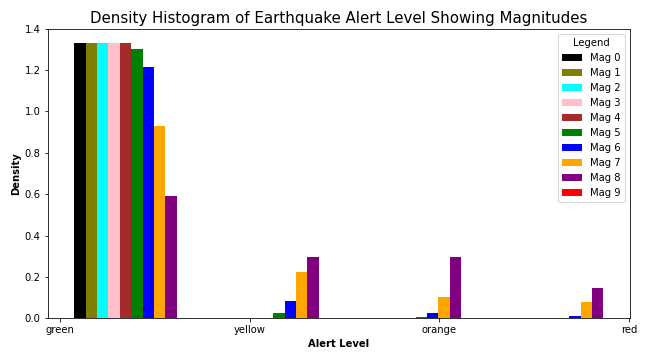 Density Histogram of Earthquake Alert Level Showing Magnitudes
Density
1.4
1.2
1.0
0.8
0.6
0.4
0.2
0.0
green yellow orange red
Alert Level
Legend
Mag 0
Mag 1
Mag 2
Mag 3
Mag 4
Mag 5
Mag 6
Mag 7
Mag 8
Mag 9